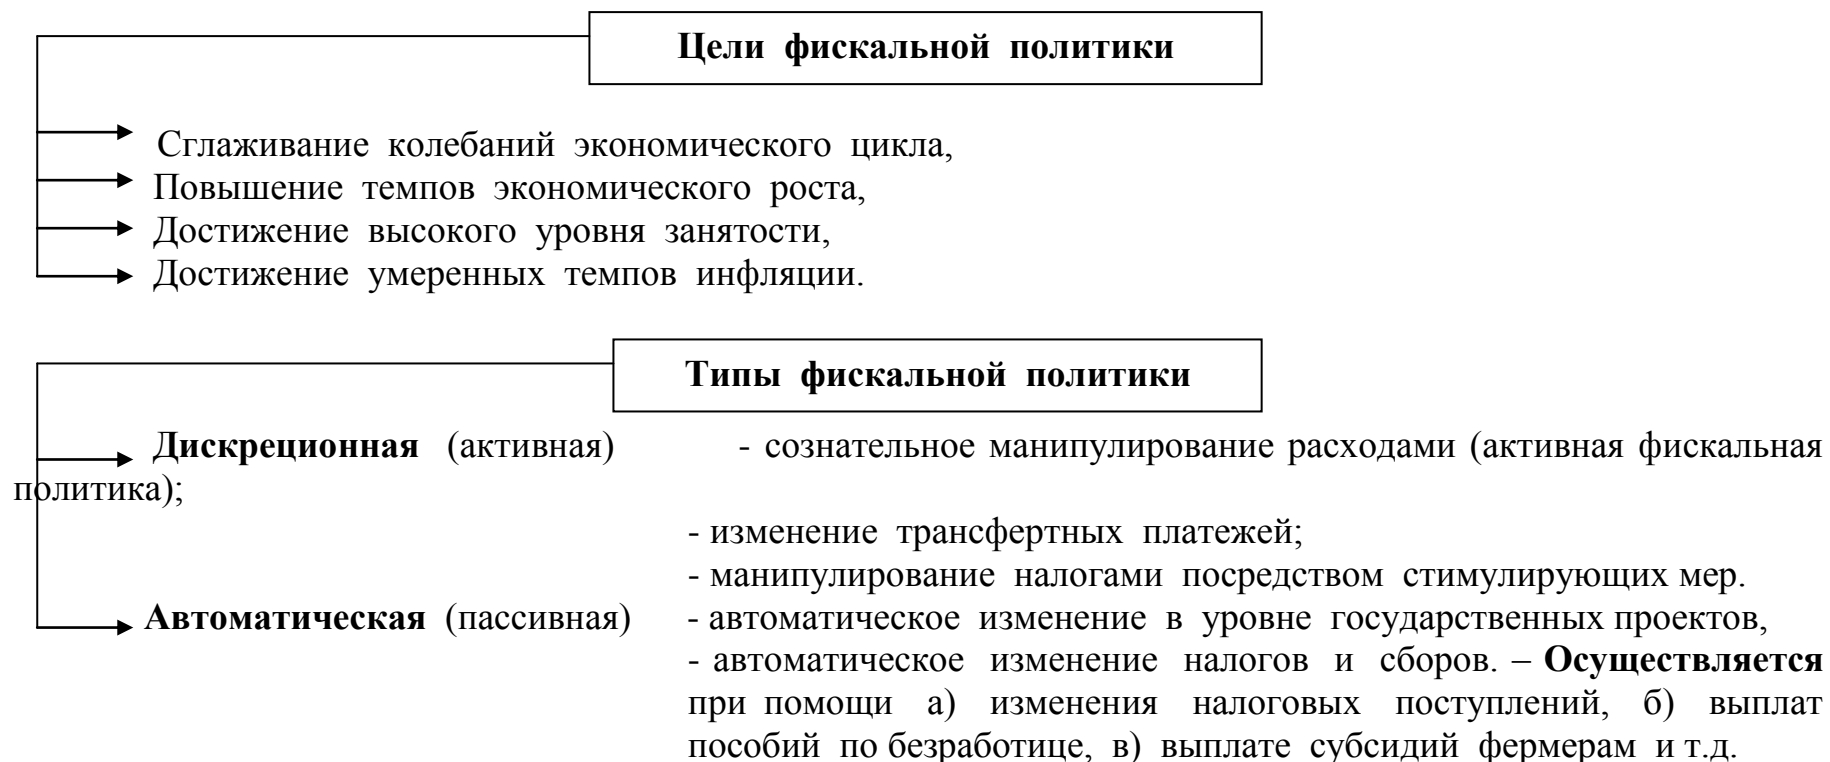 Цели фискальной политики
Сглаживание колебаний экономического цикла,
Повышение темпов экономического роста,
Достижение высокого уровня занятости,
Достижение умеренных темпов инфляции.
Типы фискальной политики
Дискреционная (активная) - сознательное манипулирование расходами (активная фискальная
политика);
- изменение трансфертных платежей;
- манипулирование налогами посредством стимулирующих мер.
Автоматическая (пассивная) - автоматическое изменение в уровне государственных проектов,
- автоматическое изменение налогов и сборов. – Осуществляется
при помощи а) изменения налоговых поступлений, б) выплат
пособий по безработице, в) выплате субсидий фермерам и т.д.